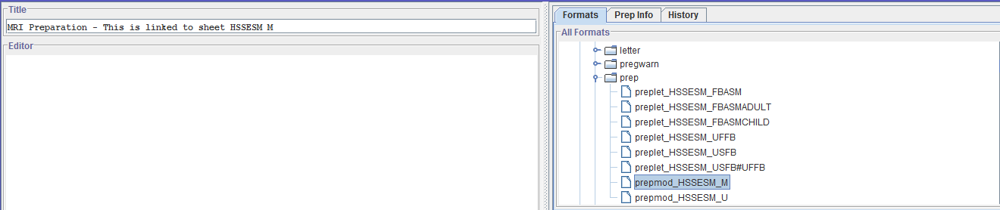 Title
MRI Preparation - This is linked to sheet HSSESM M
Editor
Formats
Prep Info
History
All Formats
letter
pregwarn
prep
preplet_HSSESM_FBASM
preplet_HSSESM_FBASMADULT
preplet_HSSESM_FBASMCHILD
preplet_HSSESM_UFFB
preplet_HSSESM_USFB
preplet_HSSESM_USFB#UFFB
prepmod_HSSESM_M
prepmod_HSSESM_U